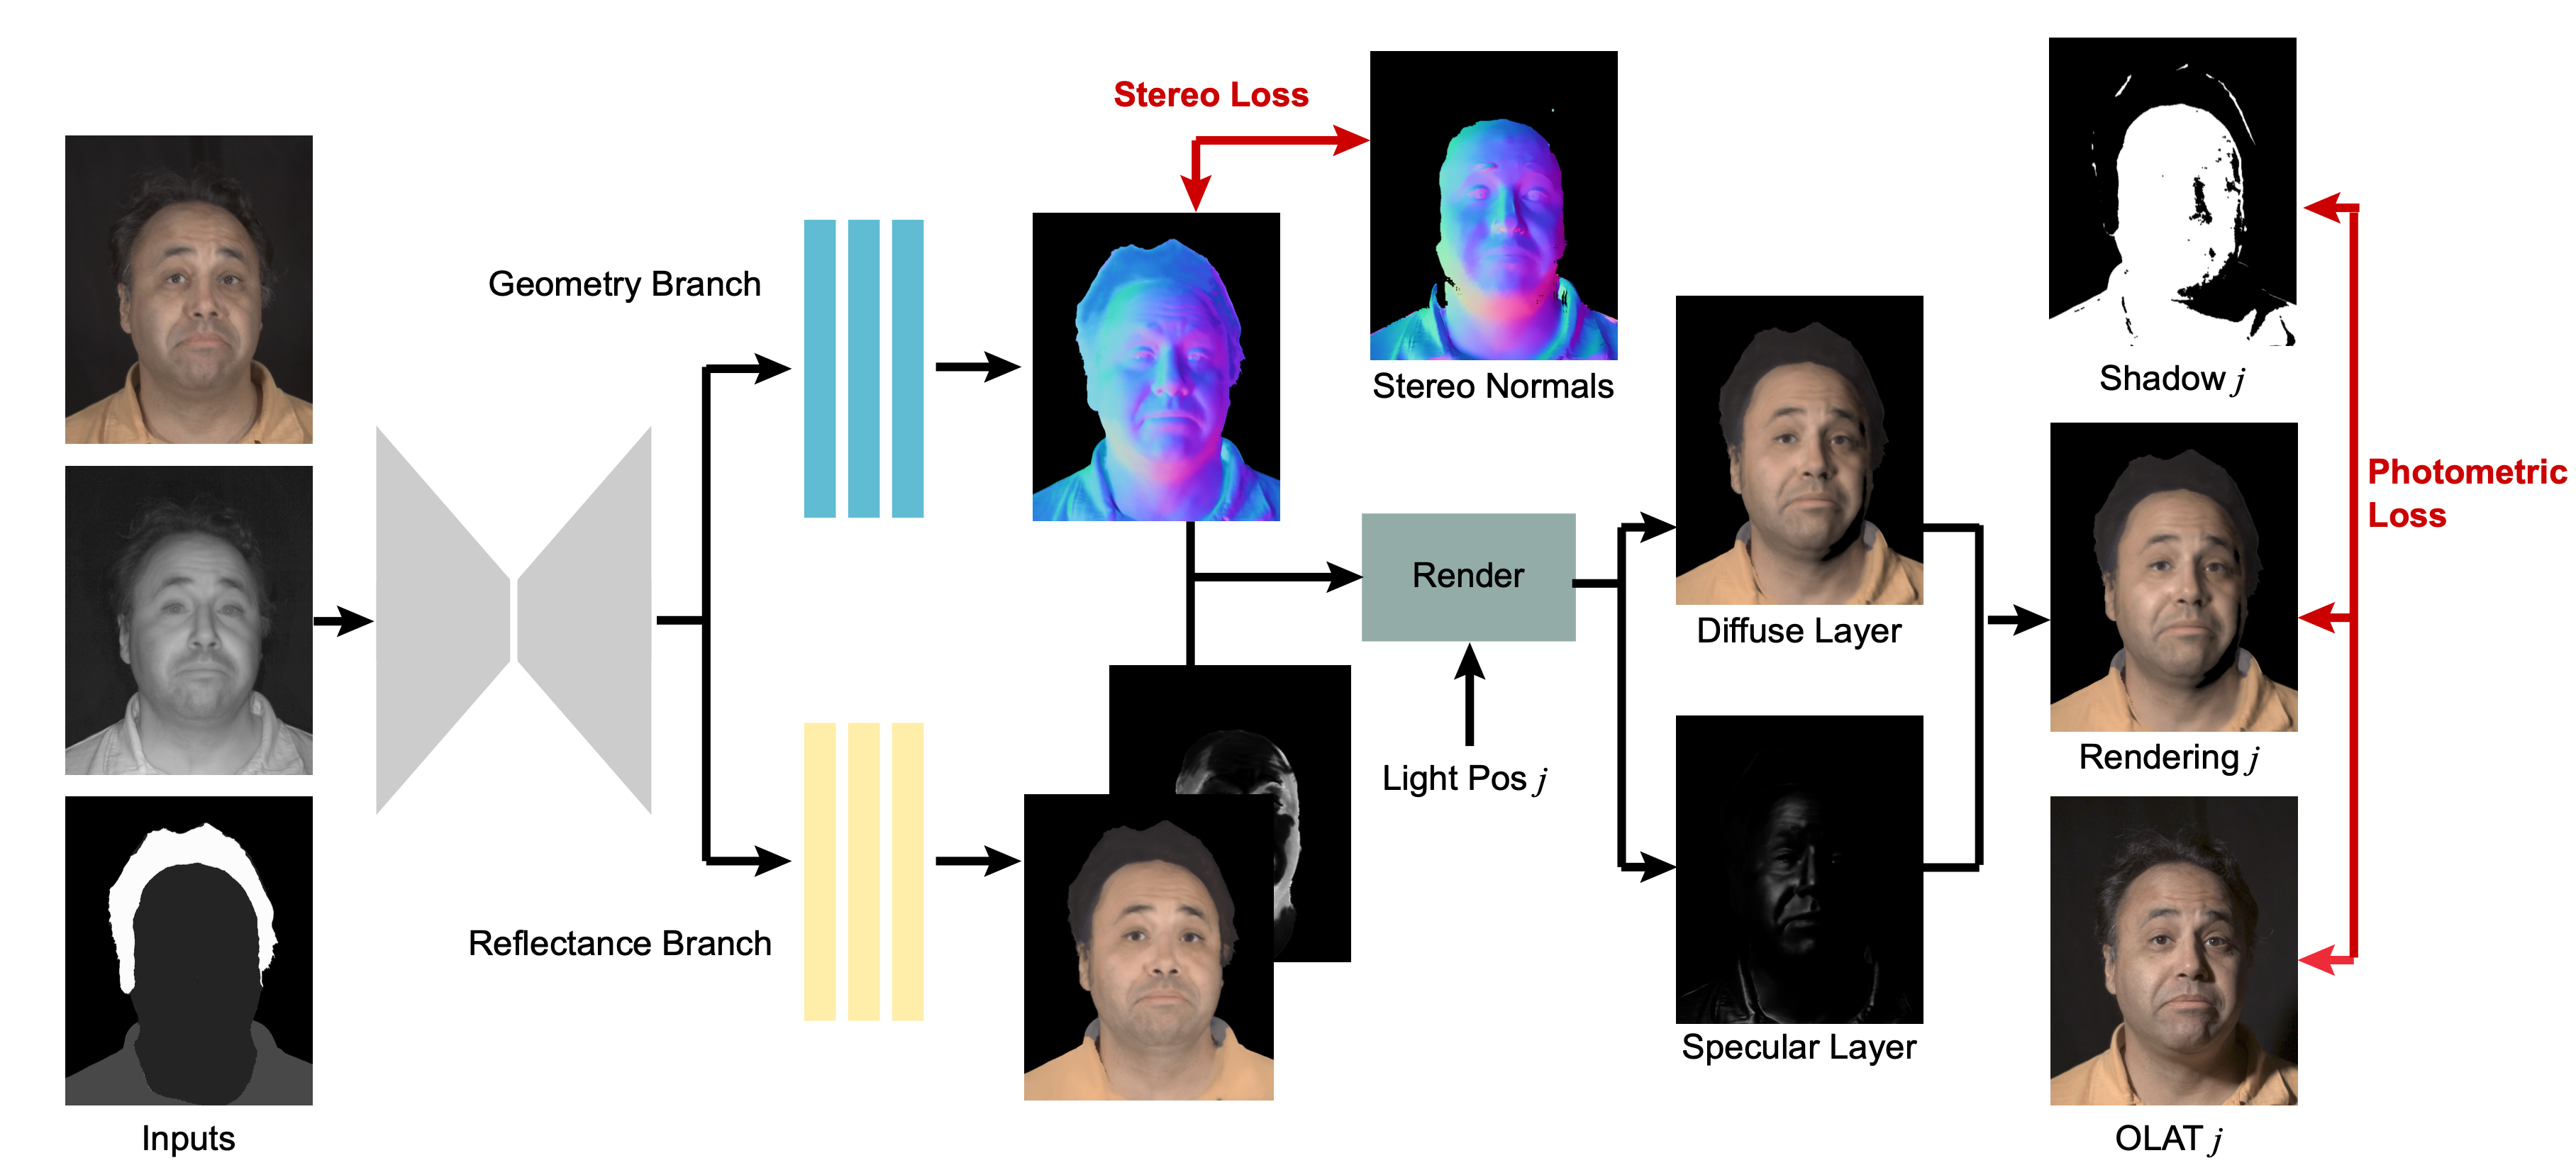 Inputs
Geometry Branch
Reflectance Branch
Stereo Loss
Stereo Normals
Render
Light Pos j
Diffuse Layer
Specular Layer
Shadow j
Rendering j
OLAT j
Photometric
Loss